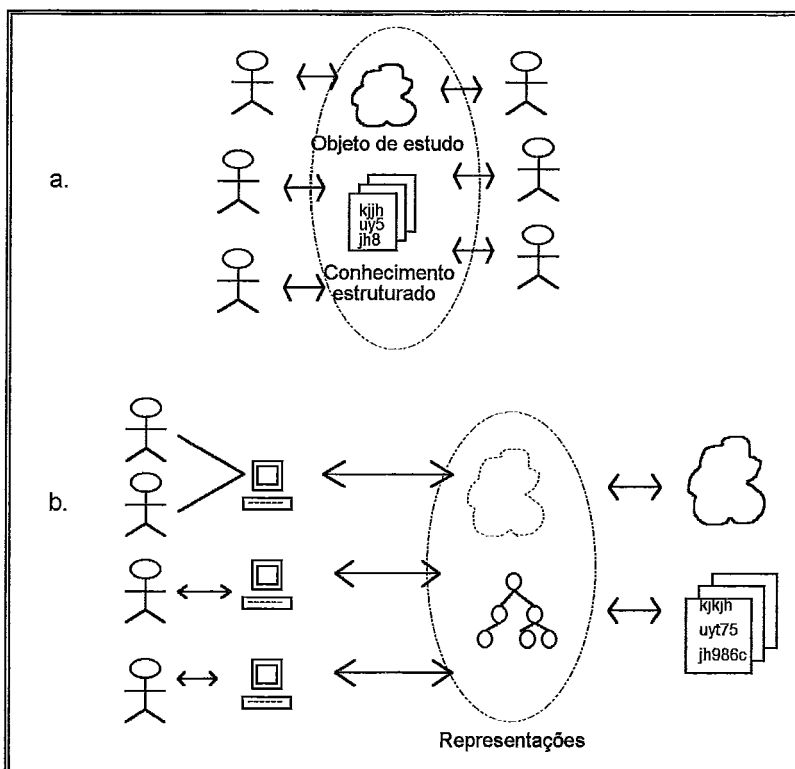 a.
Objeto de estudo
kjjh
uy5
jh8
Conhecimento
estruturado
b.
kjkjh
uyt75
jh986c
Representações